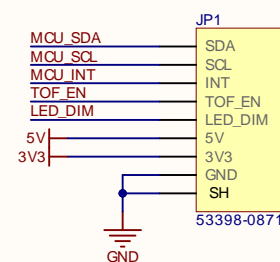 JP1
MCU_SDA SDA
MCU_SCL SCL
MCU_INT INT
TOF_EN TOF_EN
LED_DIM LED_DIM
5V 5V
3V3 3V3
GND
SH
53398-0871
GND